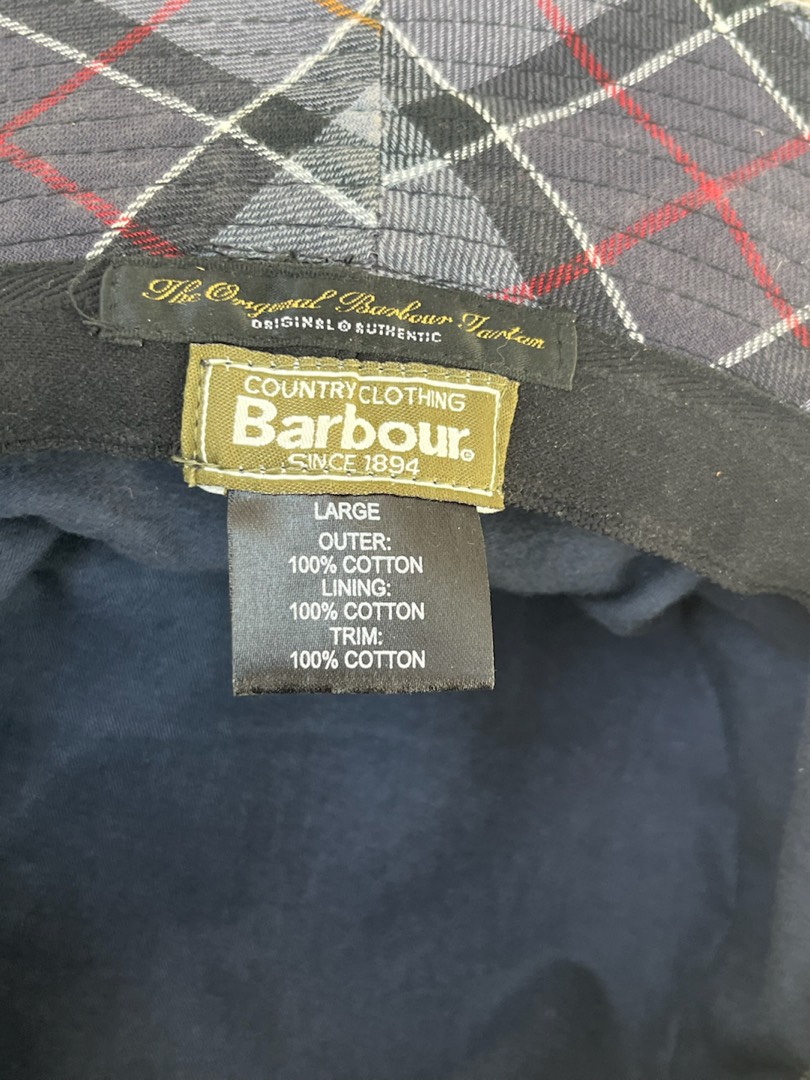 The Original Barbour Tartan
ORIGINAL & AUTHENTIC
COUNTRY CLOTHING
Barbour®
SINCE 1894
LARGE
OUTER:
100% COTTON
LINING:
100% COTTON
TRIM:
100% COTTON